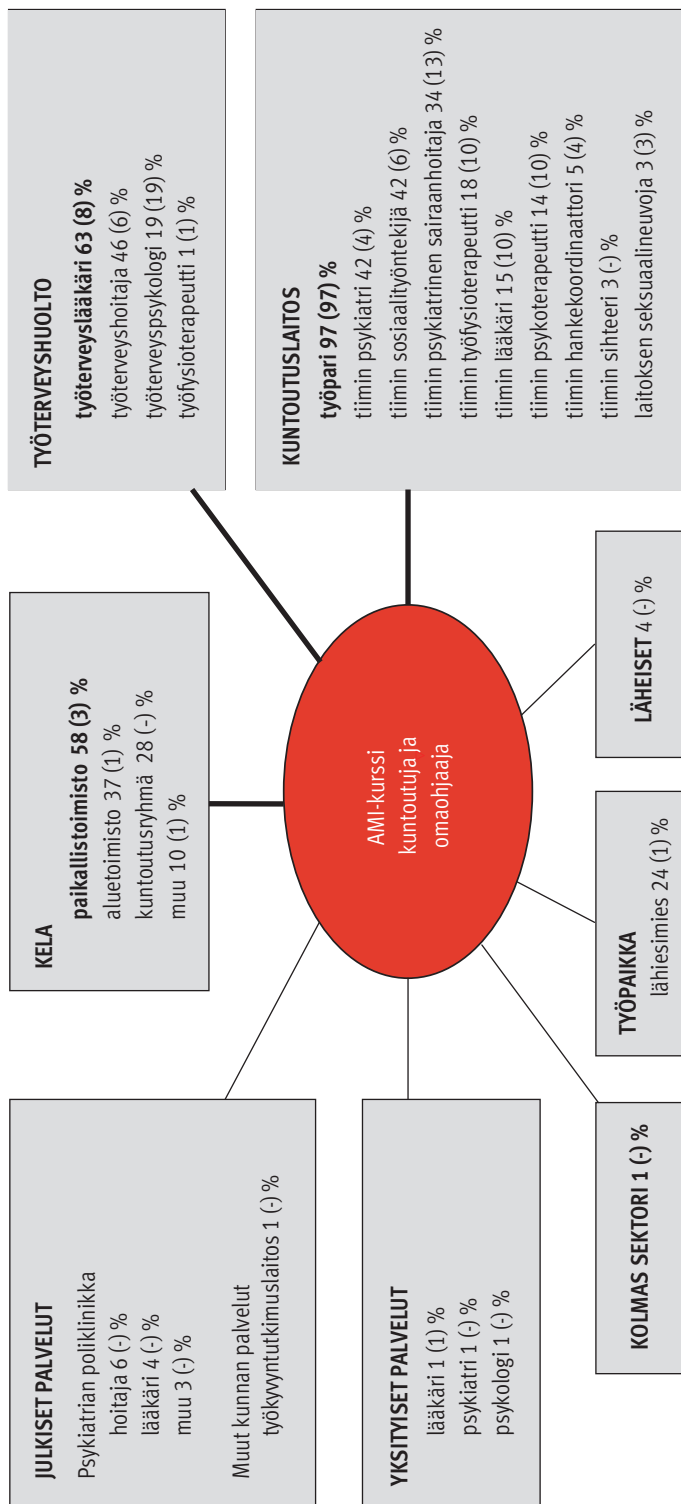 JULKISET PALVELUT
Psykiatrian poliklinikka
hoitaja 6 (-) %
lääkäri 4 (-) %
muu 3 (-) %
Muut kunnan palvelut
työkyvyntutkimuslaitos 1 (-) %
KELA
paikallistoimisto 58 (3) %
aluetoimisto 37 (1) %
kuntoutusryhmä 28 (-) %
muu 10 (1) %
TYÖTERVEYSHUOLTO
työterveyslääkäri 63 (8) %
työterveyshoitaja 46 (6) %
työterveyspsykologi 19 (19) %
työfysioterapeutti 1 (1) %
YKSITYISET PALVELUT
lääkäri 1 (1) %
psykiatri 1 (-) %
psykologi 1 (-) %
AMI-kurssi
kuntoutuja ja
omaohjaaja
KUNTOUTUSLAITOS
työpari 97 (97) %
tiimin psykiatri 42 (4) %
tiimin sosiaalityöntekijä 42 (6) %
tiimin psykiatrinen sairaanhoitaja 34 (13) %
tiimin työfysioterapeutti 18 (10) %
tiimin lääkäri 15 (10) %
tiimin psykoterapeutti 14 (10) %
tiimin hankekoordinaattori 5 (4) %
tiimin sihteeri 3 (-) %
laitoksen seksuaalineuvoja 3 (3) %
KOLMAS SEKTORI 1 (-) %
TYÖPAIKKA
lähiesimies 24 (1) %
LÄHEISET 4 (-) %